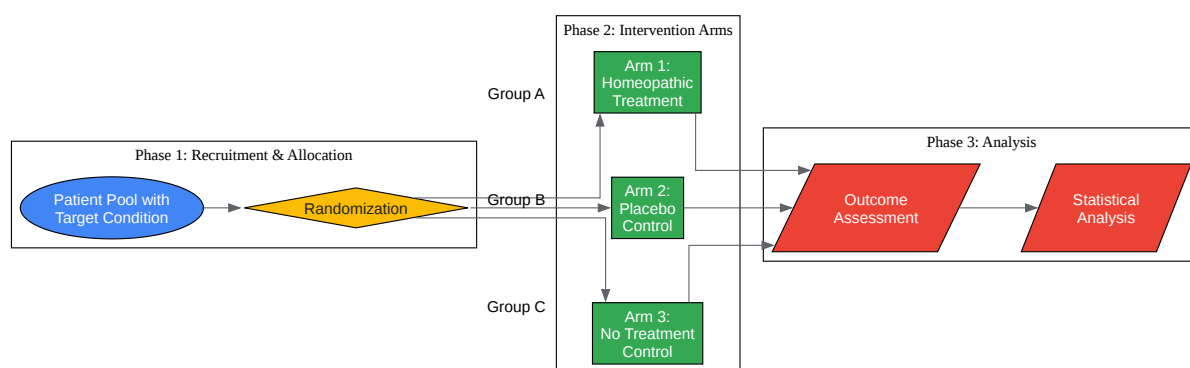 Phase 1: Recruitment & Allocation
Patient Pool with
Target Condition
Randomization
Group A
Group B
Group C
Phase 2: Intervention Arms
Arm 1:
Homeopathic
Treatment
Arm 2:
Placebo
Control
Arm 3:
No Treatment
Control
Phase 3: Analysis
Outcome
Assessment
Statistical
Analysis